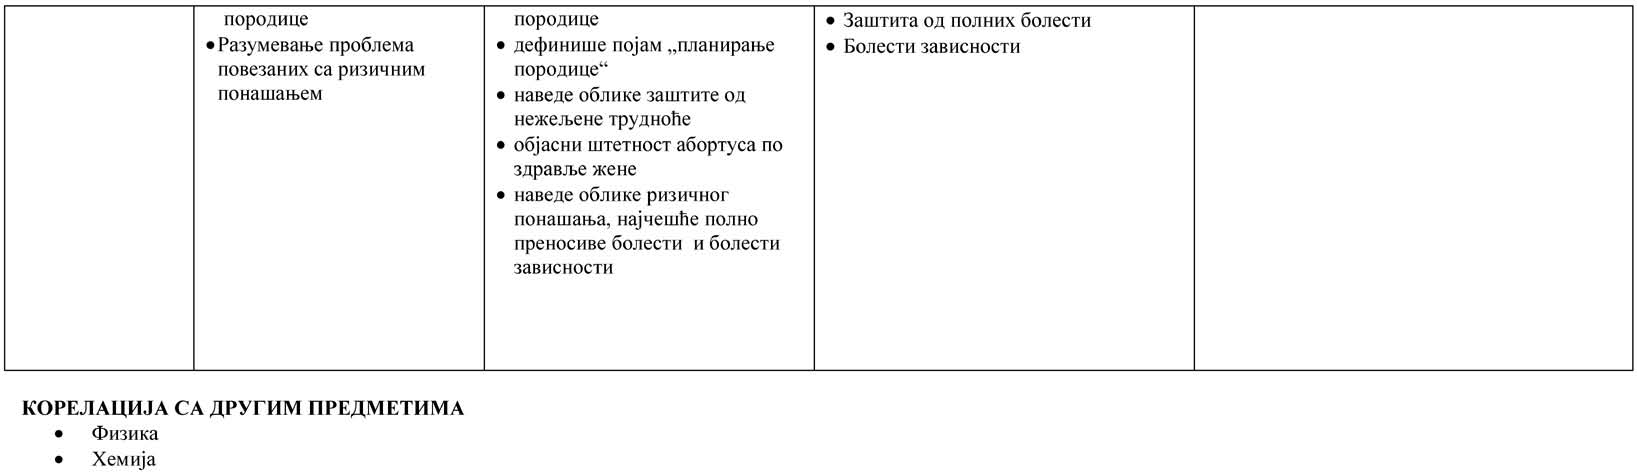 породице
• Разумевање проблема
повезаних са ризичним
понашањем
породице
• дефинише појам „планирање
породице“
• наведе облике заштите од
нежељене трудноће
• објасни штетност абортуса по
здравље жене
• наведе облике ризичног
понашања, најчешће полно
преносиве болести и болести
зависности
• Заштита од полних болести
• Болести зависности
КОРЕЛАЦИЈА СА ДРУГИМ ПРЕДМЕТИМА
• Физика
• Хемија